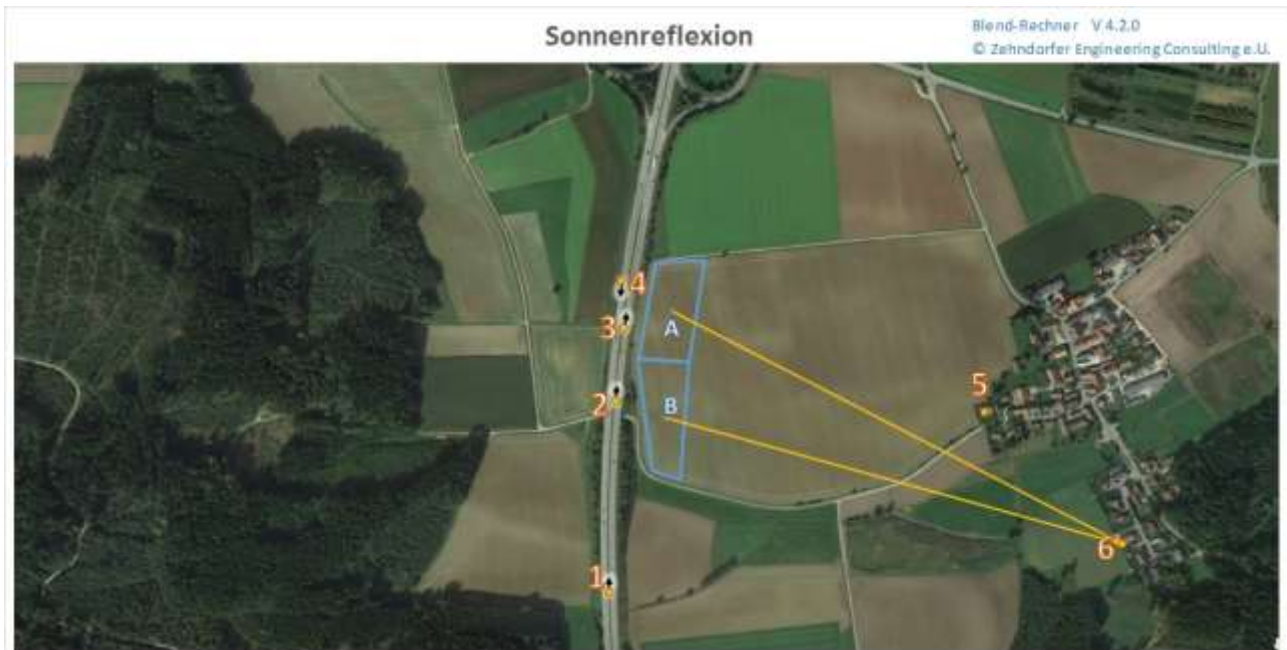 Sonnenreflexion
Blend-Rechner V 4.2.0
© Zehndorfer Engineering Consulting e.U.
4
3
A
2
B
5
6
1